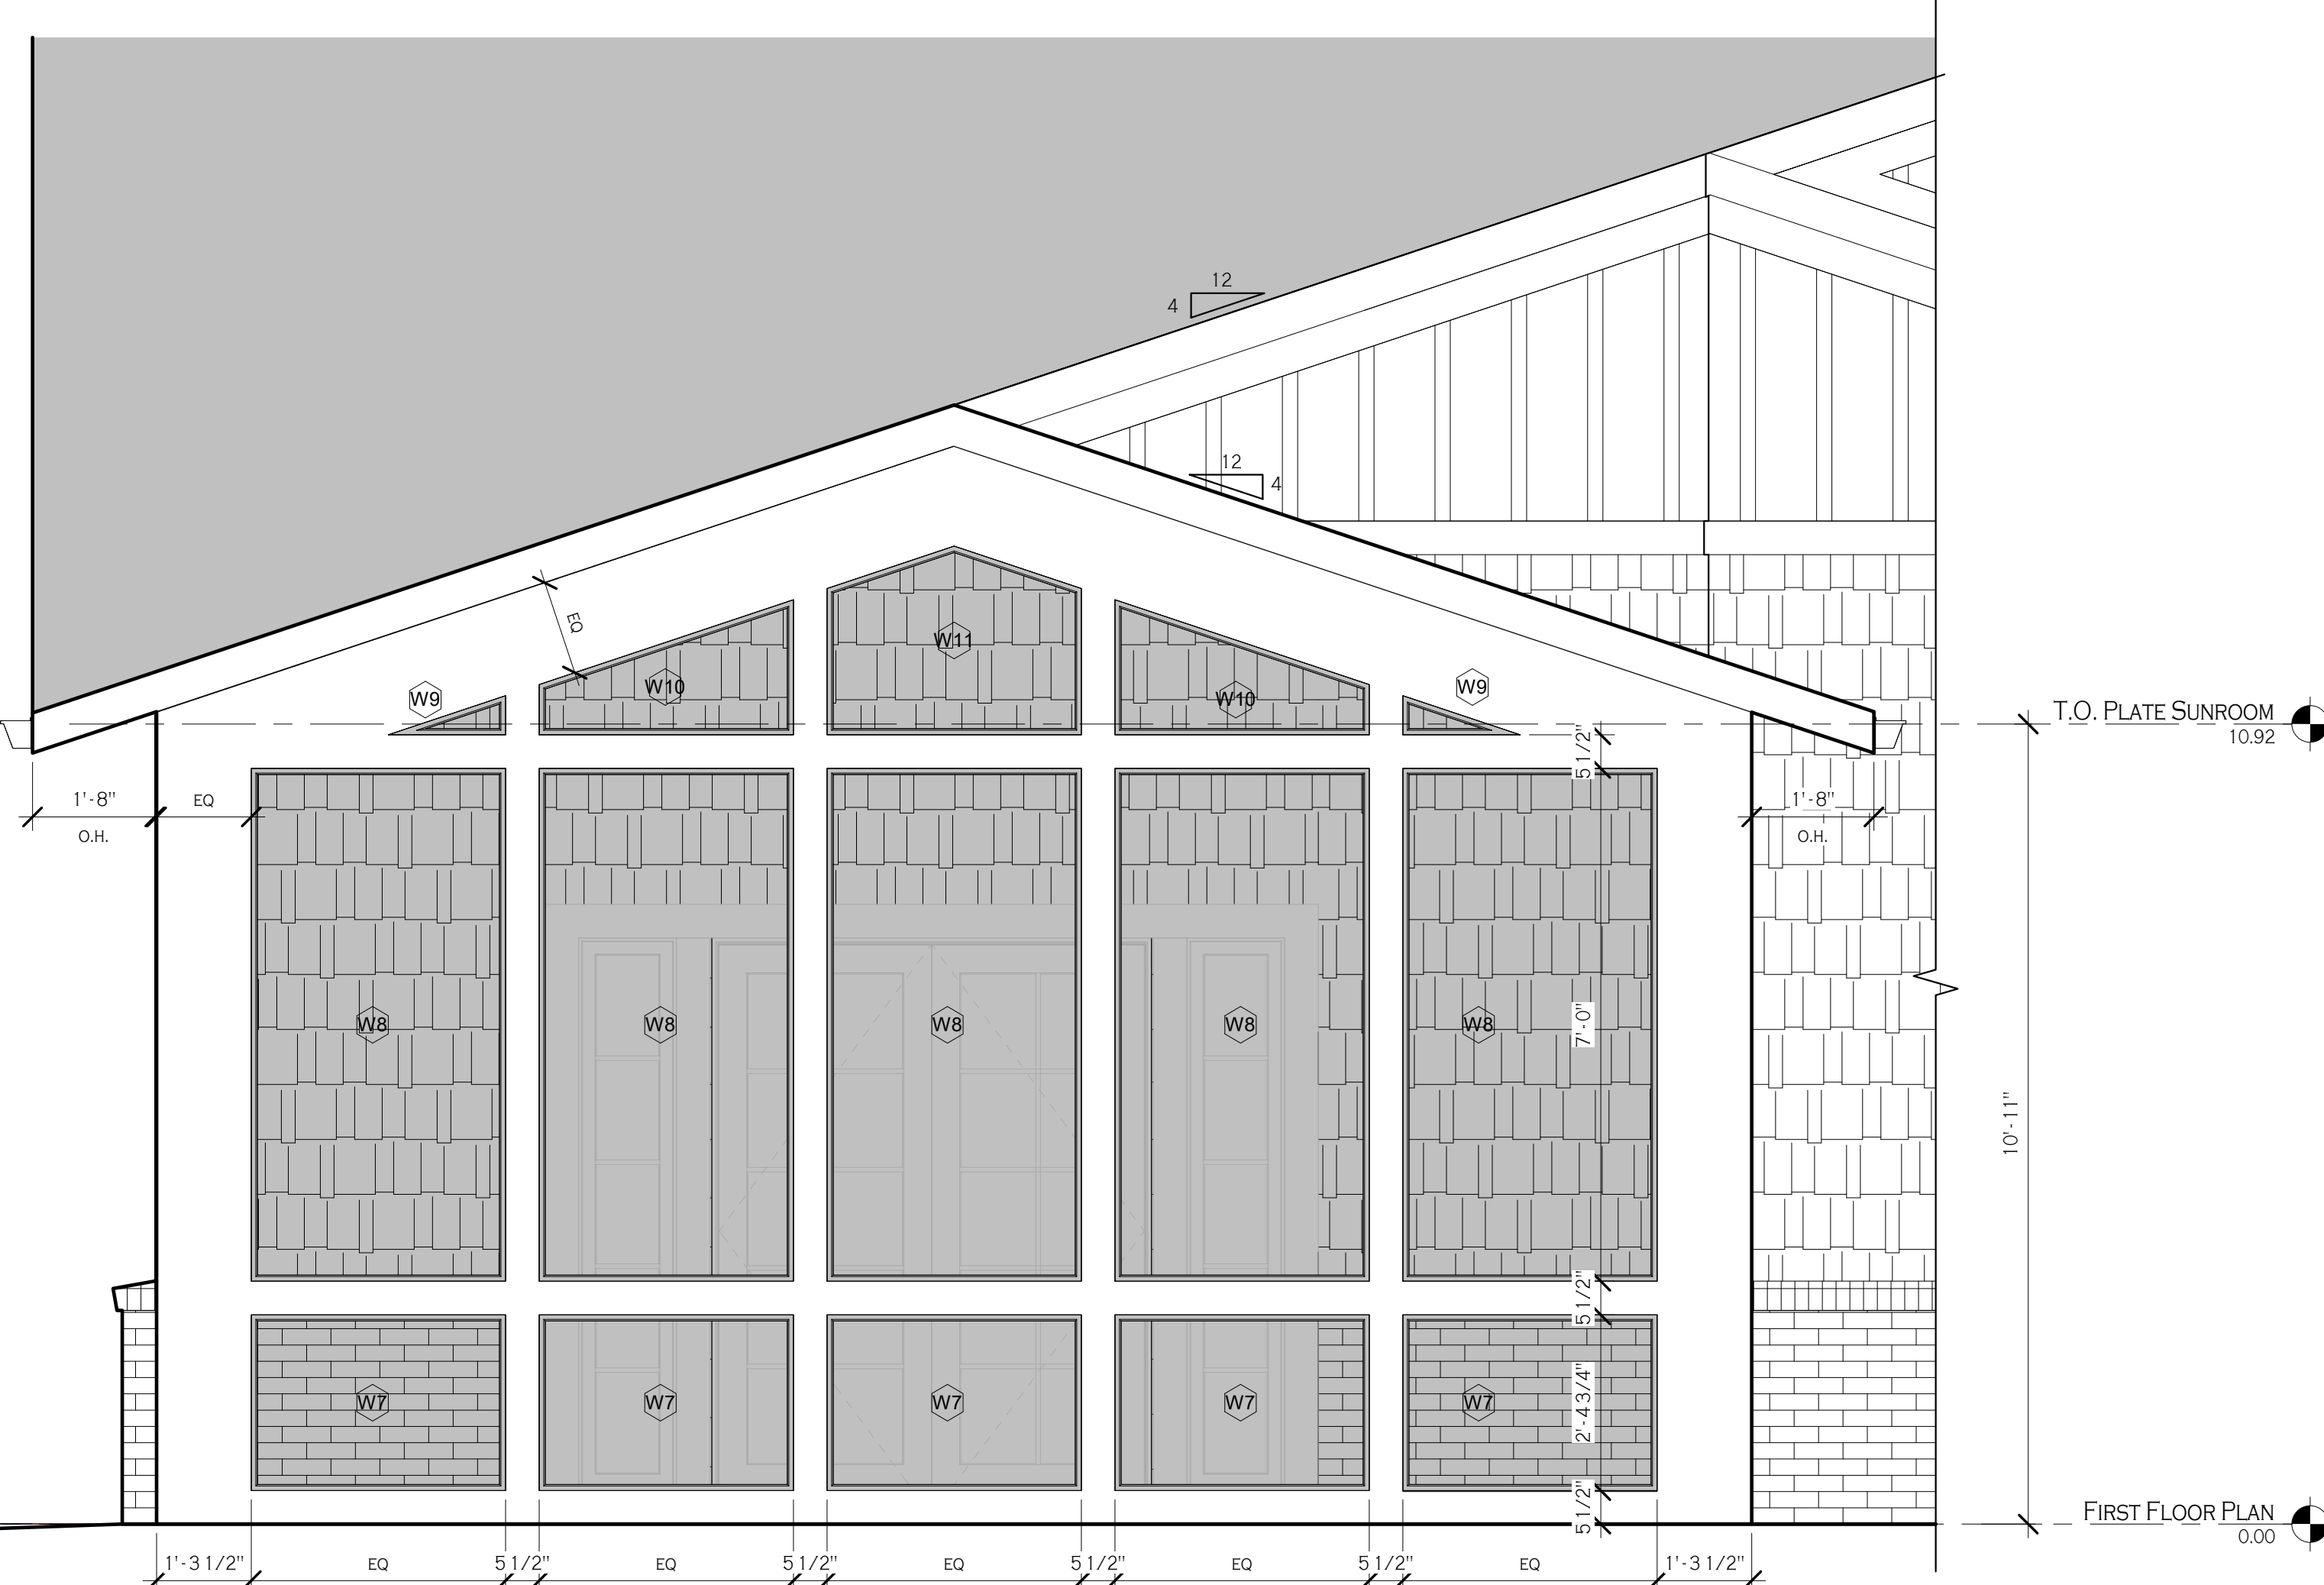 12
4
12
4
EQ
W11
W10
W10
W9
W9
T.O. PLATE SUNROOM
10.92
5 1/2"
1'-8"
EQ
O.H.
1'-8"
O.H.
W8
W8
W8
W8
W8
7'-0"
10'-11"
5 1/2"
W7
W7
W7
W7
W7
2'-4 3/4"
5 1/2"
FIRST FLOOR PLAN
0.00
1'-3 1/2"
EQ
5 1/2"
EQ
5 1/2"
EQ
5 1/2"
EQ
5 1/2"
EQ
1'-3 1/2"